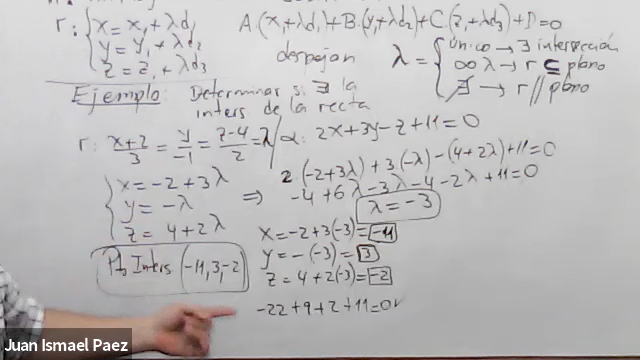 r: { x = x₁ + λd₁
y = y₁ + λd₂
z = z₁ + λd₃
A.(x₁+λd₁)+B.(y₁+λd₂)+C.(z₁+λd₃)+D=0
despejan
λ = { único → ∃ intersección
∞ λ → r ⊆ plano
∄ → r // plano
Ejemplo: Determinar si ∃ la
inters de la recta
r: x+2/3 = y/-1 = z-4/2 = λ / α: 2x+3y-z+11=0
{ x = -2+3λ
y = -λ
z = 4+2λ
⇒ 2.(-2+3λ)+3(-λ)-(4+2λ)+11=0
-4+6λ-3λ-4-2λ+11=0
λ = -3
x = -2+3(-3) = -11
y = -(-3) = 3
z = 4+2(-3) = -2
Pto Inters (-11,3,-2)
-22+9+2+11=0
Juan Ismael Paez